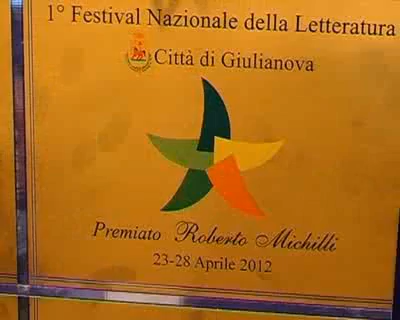 1° Festival Nazionale della Letteratura
Città di Giulianova
Premiato Roberto Michilli
23-28 Aprile 2012